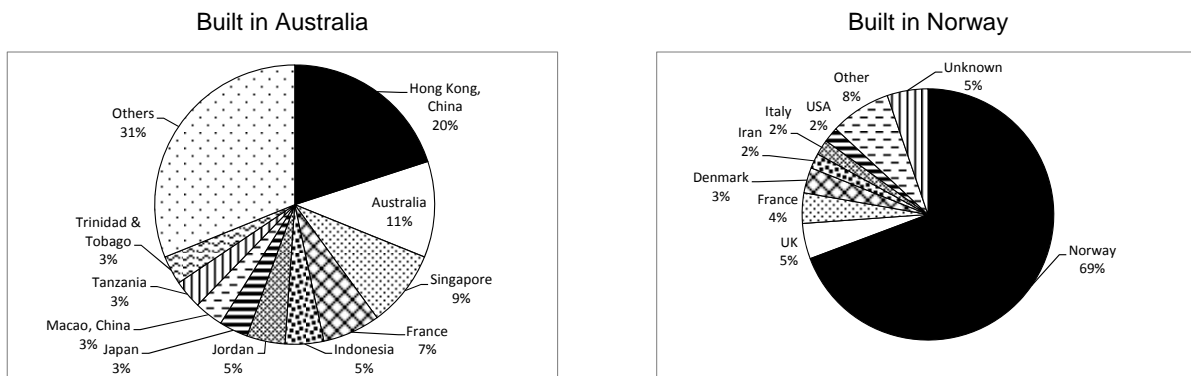 Built in Australia
Hong Kong,
China
20%
Australia
11%
Singapore
9%
France
7%
Indonesia
5%
Jordan
5%
Japan
3%
Macao, China
3%
Tanzania
3%
Trinidad &
Tobago
3%
Others
31%
Built in Norway
Norway
69%
UK
5%
France
4%
Denmark
3%
Iran
2%
Italy
2%
USA
2%
Other
8%
Unknown
5%